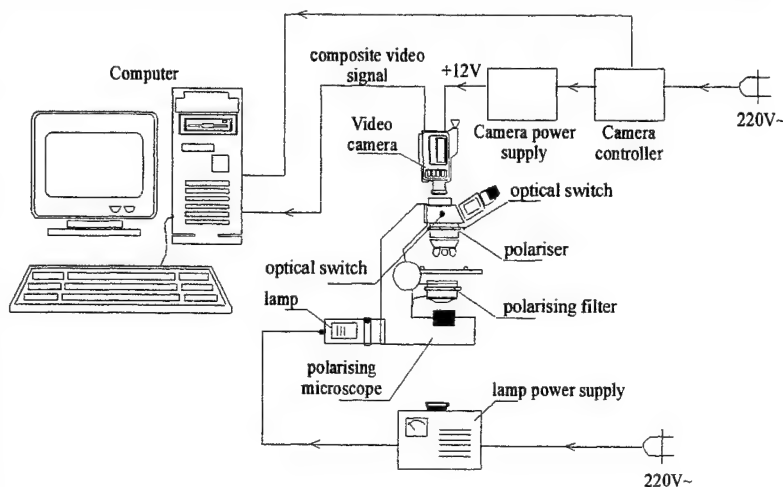 composite video
signal
Computer
+12V
Video
camera
Camera power
supply
Camera
controller
220V~
optical switch
optical switch
polariser
lamp
polarising filter
polarising
microscope
lamp power supply
220V~